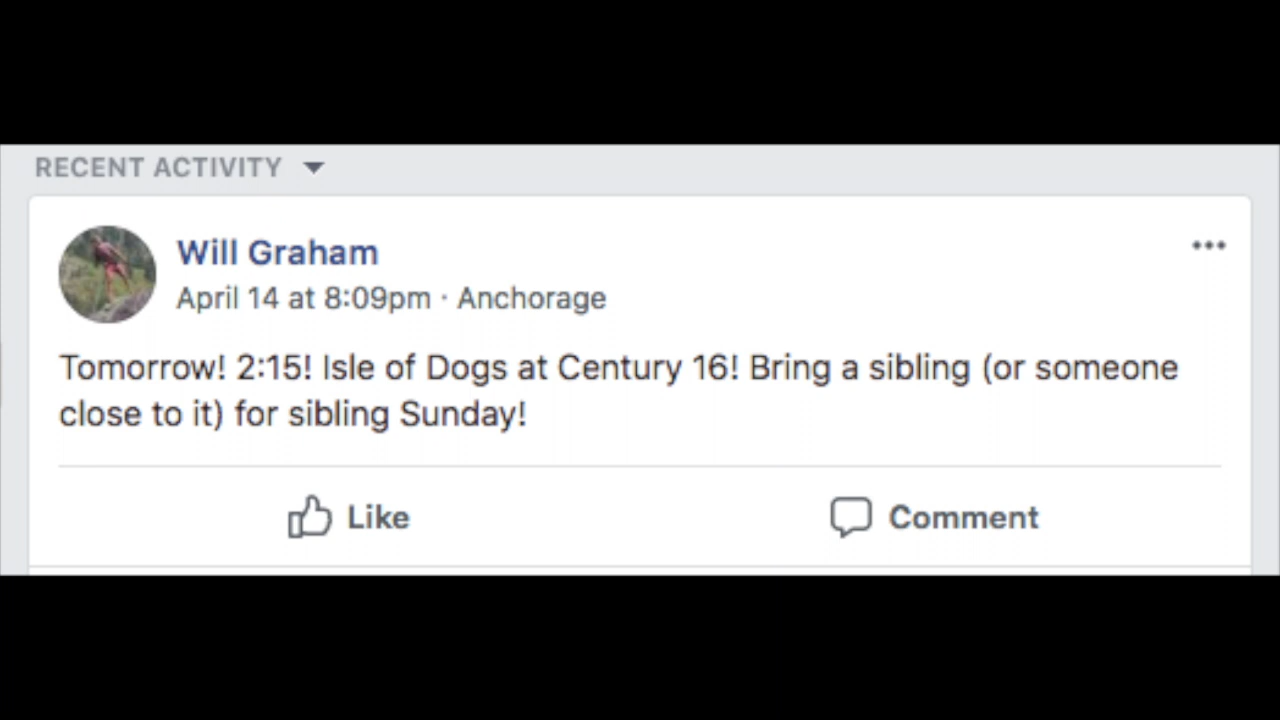 RECENT ACTIVITY
Will Graham
April 14 at 8:09pm · Anchorage
Tomorrow! 2:15! Isle of Dogs at Century 16! Bring a sibling (or someone
close to it) for sibling Sunday!
Like
Comment